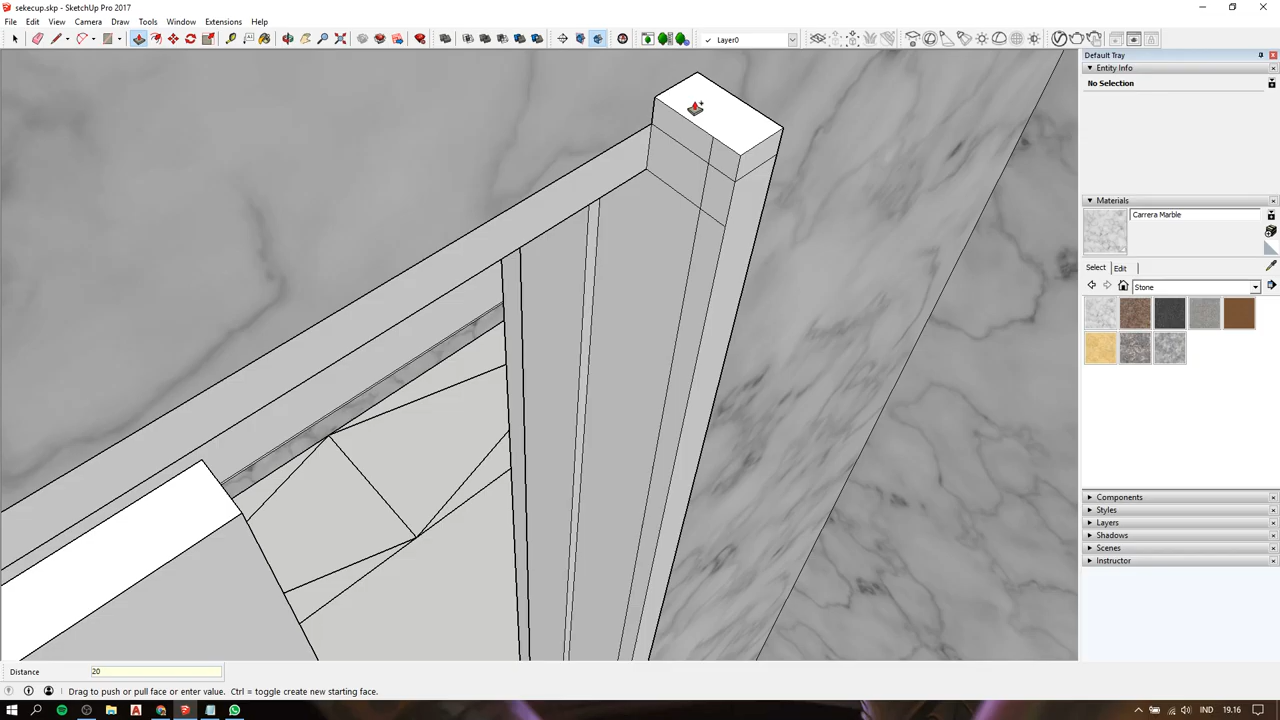 sekecup.skp - SketchUp Pro 2017
File Edit View Camera Draw Tools Window Extensions Help
Layer0
Default Tray
Entity Info
No Selection
Materials
Carrera Marble
Select Edit
Stone
Components
Styles
Layers
Shadows
Scenes
Instructor
Distance 20
Drag to push or pull face or enter value. Ctrl = toggle create new starting face.
IND 19.16